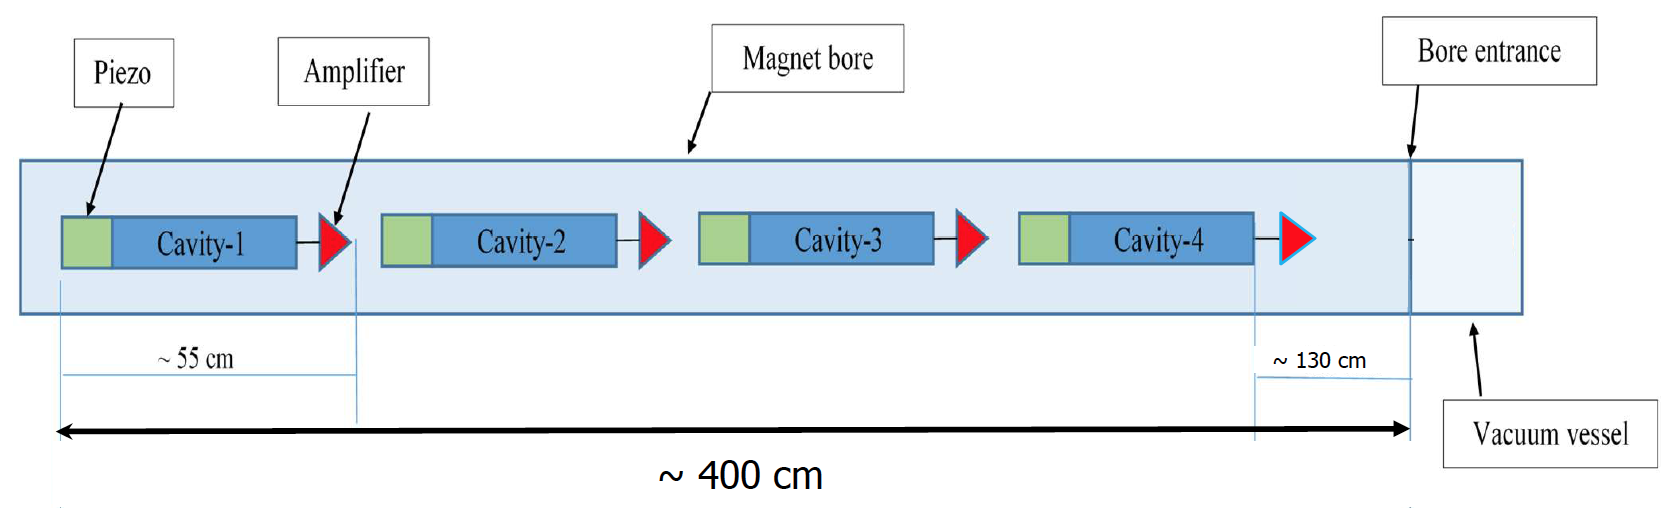 Piezo
Amplifier
Magnet bore
Bore entrance
Cavity-1
Cavity-2
Cavity-3
Cavity-4
~ 55 cm
~ 130 cm
Vacuum vessel
~ 400 cm